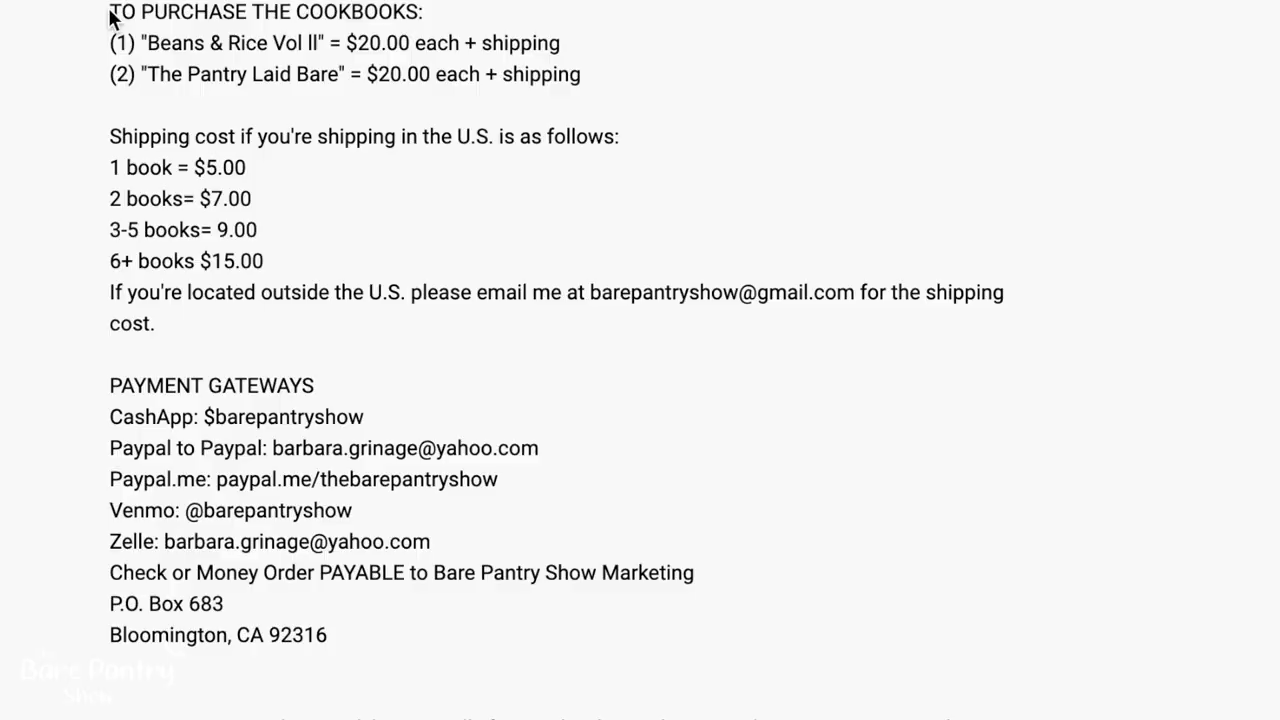 TO PURCHASE THE COOKBOOKS:
(1) "Beans & Rice Vol ll" = $20.00 each + shipping
(2) "The Pantry Laid Bare" = $20.00 each + shipping
Shipping cost if you're shipping in the U.S. is as follows:
1 book = $5.00
2 books= $7.00
3-5 books= 9.00
6+ books $15.00
If you're located outside the U.S. please email me at barepantryshow@gmail.com for the shipping
cost.
PAYMENT GATEWAYS
CashApp: $barepantryshow
Paypal to Paypal: barbara.grinage@yahoo.com
Paypal.me: paypal.me/thebarepantryshow
Venmo: @barepantryshow
Zelle: barbara.grinage@yahoo.com
Check or Money Order PAYABLE to Bare Pantry Show Marketing
P.O. Box 683
Bloomington, CA 92316
The
Bare Pantry
Show